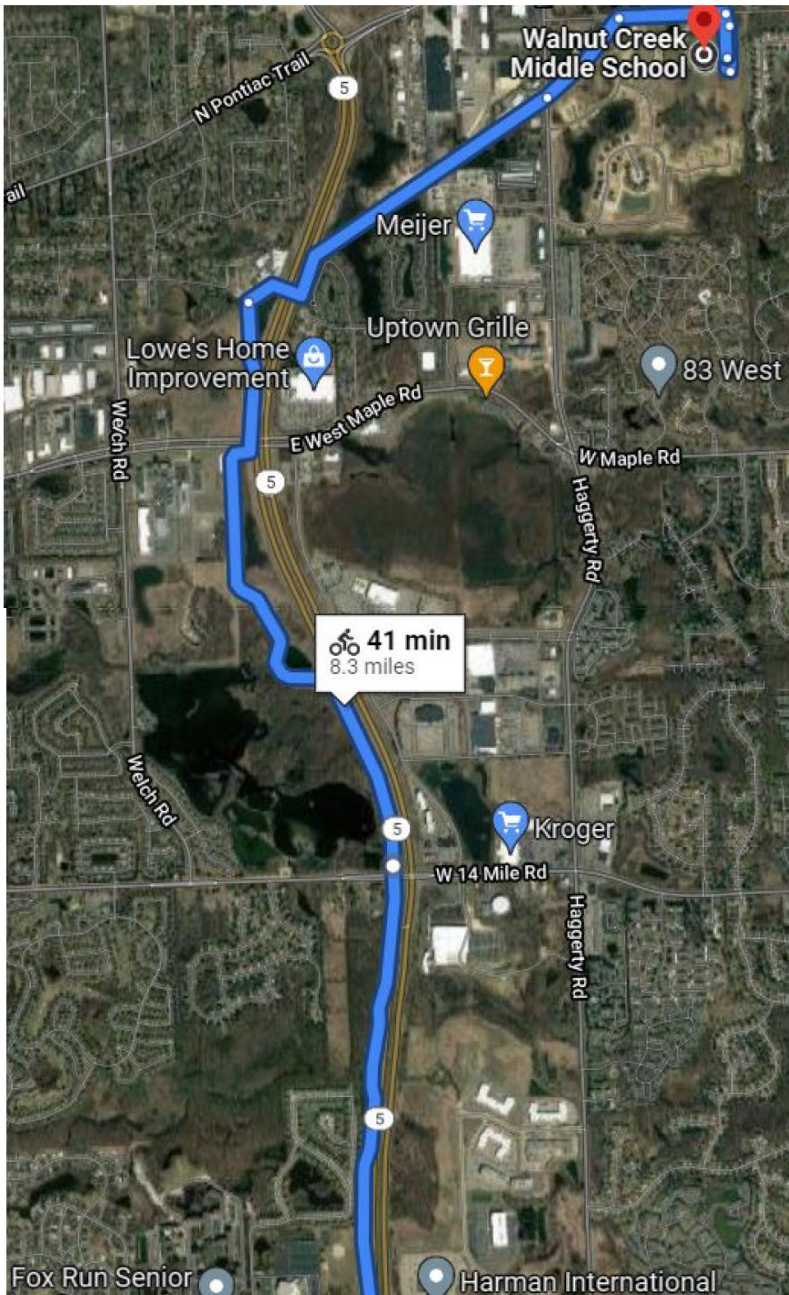 Walnut Creek
Middle School
N Pontiac Trail
5
ail
Meijer
Uptown Grille
Lowe's Home
Improvement
83 West
E West Maple Rd
W Maple Rd
Welch Rd
5
Haggerty Rd
41 min
8.3 miles
Welch Rd
5
Kroger
W 14 Mile Rd
Haggerty Rd
5
Fox Run Senior
Harman International